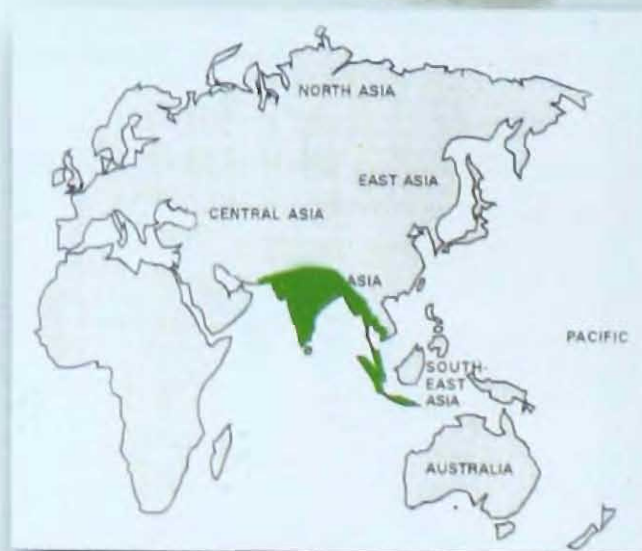 NORTH ASIA
EAST ASIA
CENTRAL ASIA
ASIA
PACIFIC
SOUTH-
EAST
ASIA
AUSTRALIA